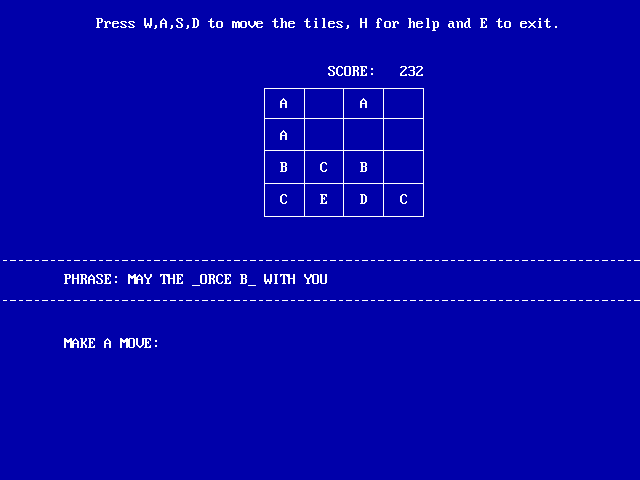 Press W,A,S,D to move the tiles, H for help and E to exit.
SCORE: 232
A A
A
B C B
C E D C
PHRASE: MAY THE _ORCE B_ WITH YOU
MAKE A MOVE: